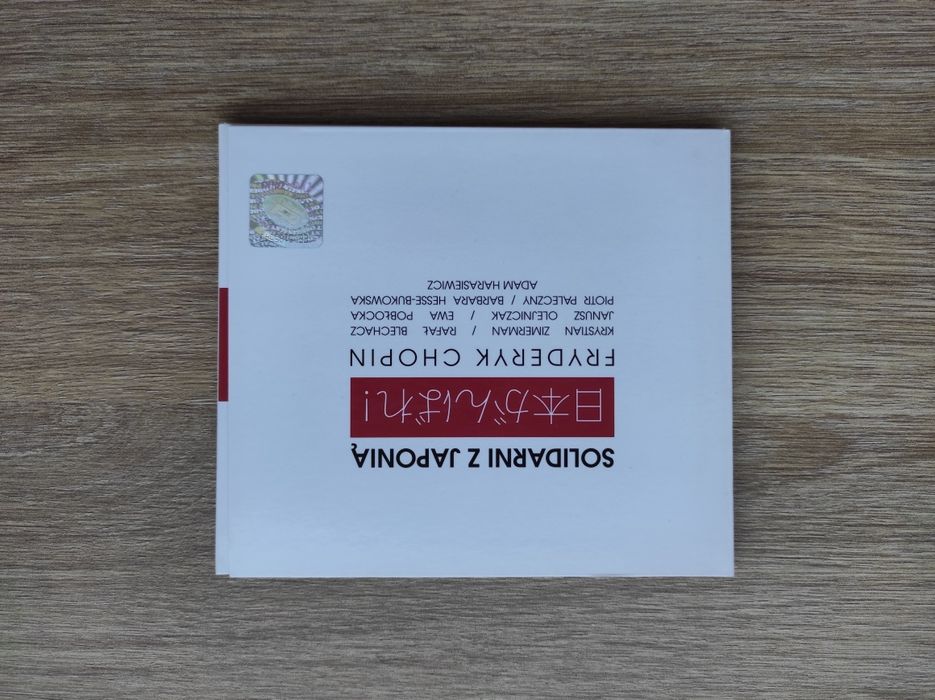 SOLIDARNI Z JAPONIĄ
日本がんばれ!
FRYDERYK CHOPIN
KRYSTIAN ZIMERMAN / RAFAŁ BLECHACZ
JANUSZ OLEJNICZAK / EWA POBŁOCKA
PIOTR PALECZNY / BARBARA HESSE-BUKOWSKA
ADAM HARASIEWICZ